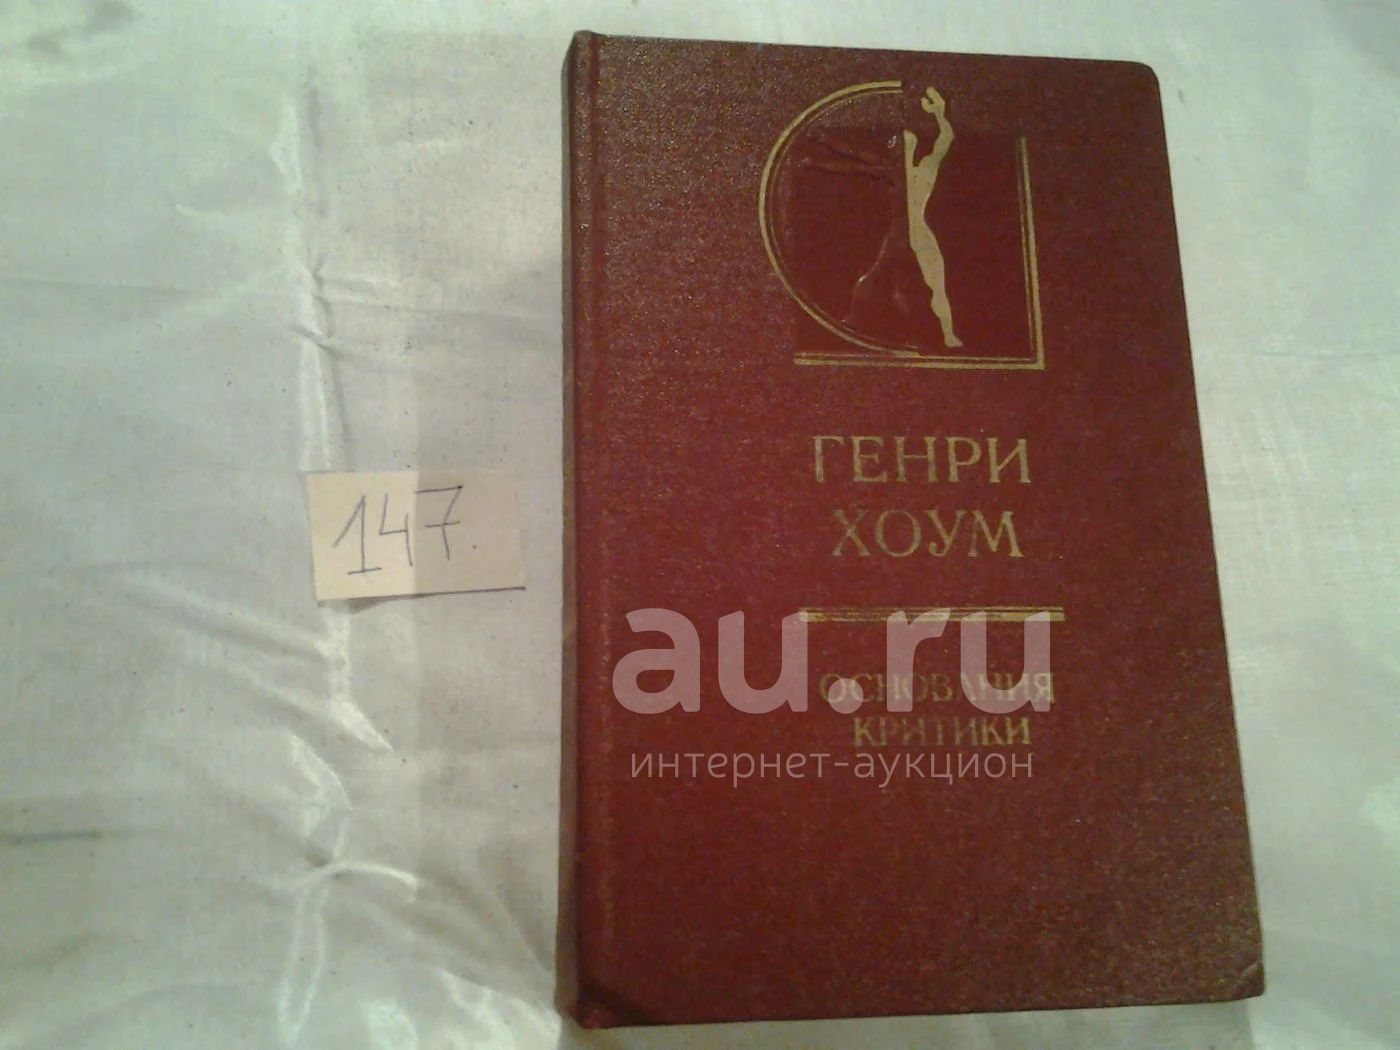 147.
ГЕНРИ
ХОУМ
au.ru
ОСНОВАНИЯ
КРИТИКИ
интернет-аукцион